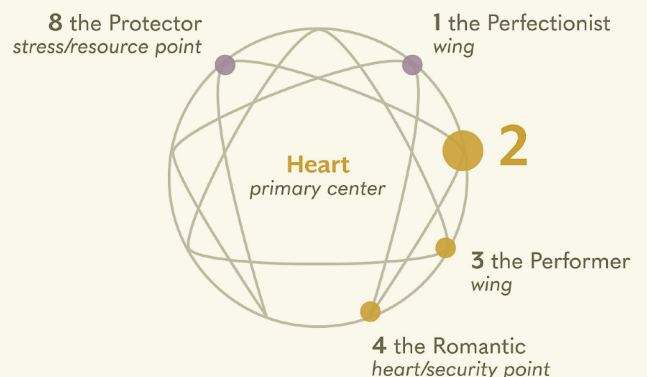 8 the Protector
stress/resource point
1 the Perfectionist
wing
2
Heart
primary center
3 the Performer
wing
4 the Romantic
heart/security point